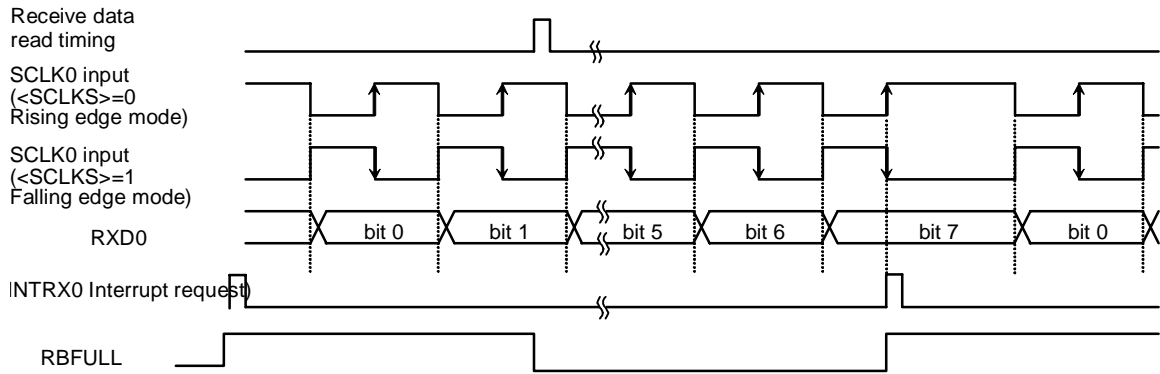 Receive data
read timing
SCLK0 input
(<SCLKS>=0
Rising edge mode)
SCLK0 input
(<SCLKS>=1
Falling edge mode)
RXD0
bit 0
bit 1
bit 5
bit 6
bit 7
bit 0
INTRX0 Interrupt request)
RBFULL